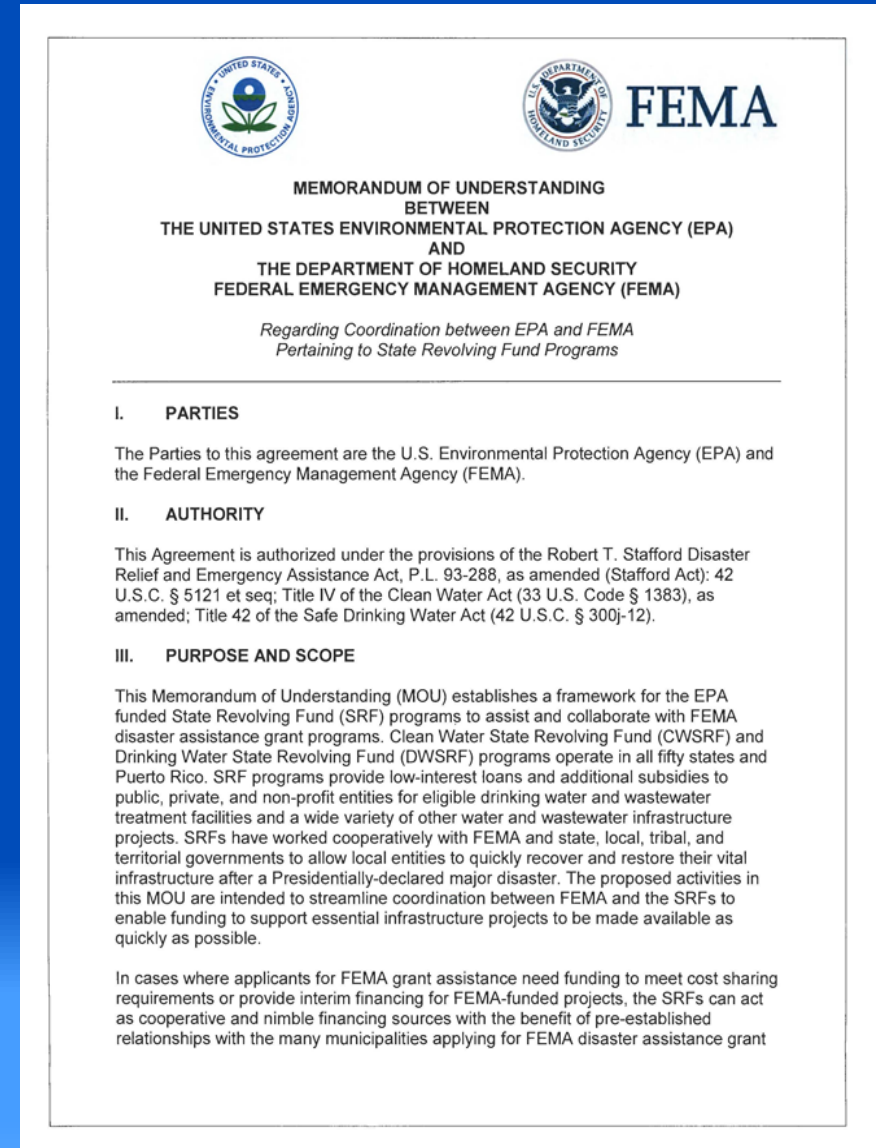 UNITED STATES
ENVIRONMENTAL PROTECTION AGENCY
U.S. DEPARTMENT OF
HOMELAND SECURITY
FEMA
MEMORANDUM OF UNDERSTANDING
BETWEEN
THE UNITED STATES ENVIRONMENTAL PROTECTION AGENCY (EPA)
AND
THE DEPARTMENT OF HOMELAND SECURITY
FEDERAL EMERGENCY MANAGEMENT AGENCY (FEMA)
Regarding Coordination between EPA and FEMA
Pertaining to State Revolving Fund Programs
I. PARTIES
The Parties to this agreement are the U.S. Environmental Protection Agency (EPA) and
the Federal Emergency Management Agency (FEMA).
II. AUTHORITY
This Agreement is authorized under the provisions of the Robert T. Stafford Disaster
Relief and Emergency Assistance Act, P.L. 93-288, as amended (Stafford Act): 42
U.S.C. § 5121 et seq; Title IV of the Clean Water Act (33 U.S. Code § 1383), as
amended; Title 42 of the Safe Drinking Water Act (42 U.S.C. § 300j-12).
III. PURPOSE AND SCOPE
This Memorandum of Understanding (MOU) establishes a framework for the EPA
funded State Revolving Fund (SRF) programs to assist and collaborate with FEMA
disaster assistance grant programs. Clean Water State Revolving Fund (CWSRF) and
Drinking Water State Revolving Fund (DWSRF) programs operate in all fifty states and
Puerto Rico. SRF programs provide low-interest loans and additional subsidies to
public, private, and non-profit entities for eligible drinking water and wastewater
treatment facilities and a wide variety of other water and wastewater infrastructure
projects. SRFs have worked cooperatively with FEMA and state, local, tribal, and
territorial governments to allow local entities to quickly recover and restore their vital
infrastructure after a Presidentially-declared major disaster. The proposed activities in
this MOU are intended to streamline coordination between FEMA and the SRFs to
enable funding to support essential infrastructure projects to be made available as
quickly as possible.
In cases where applicants for FEMA grant assistance need funding to meet cost sharing
requirements or provide interim financing for FEMA-funded projects, the SRFs can act
as cooperative and nimble financing sources with the benefit of pre-established
relationships with the many municipalities applying for FEMA disaster assistance grant